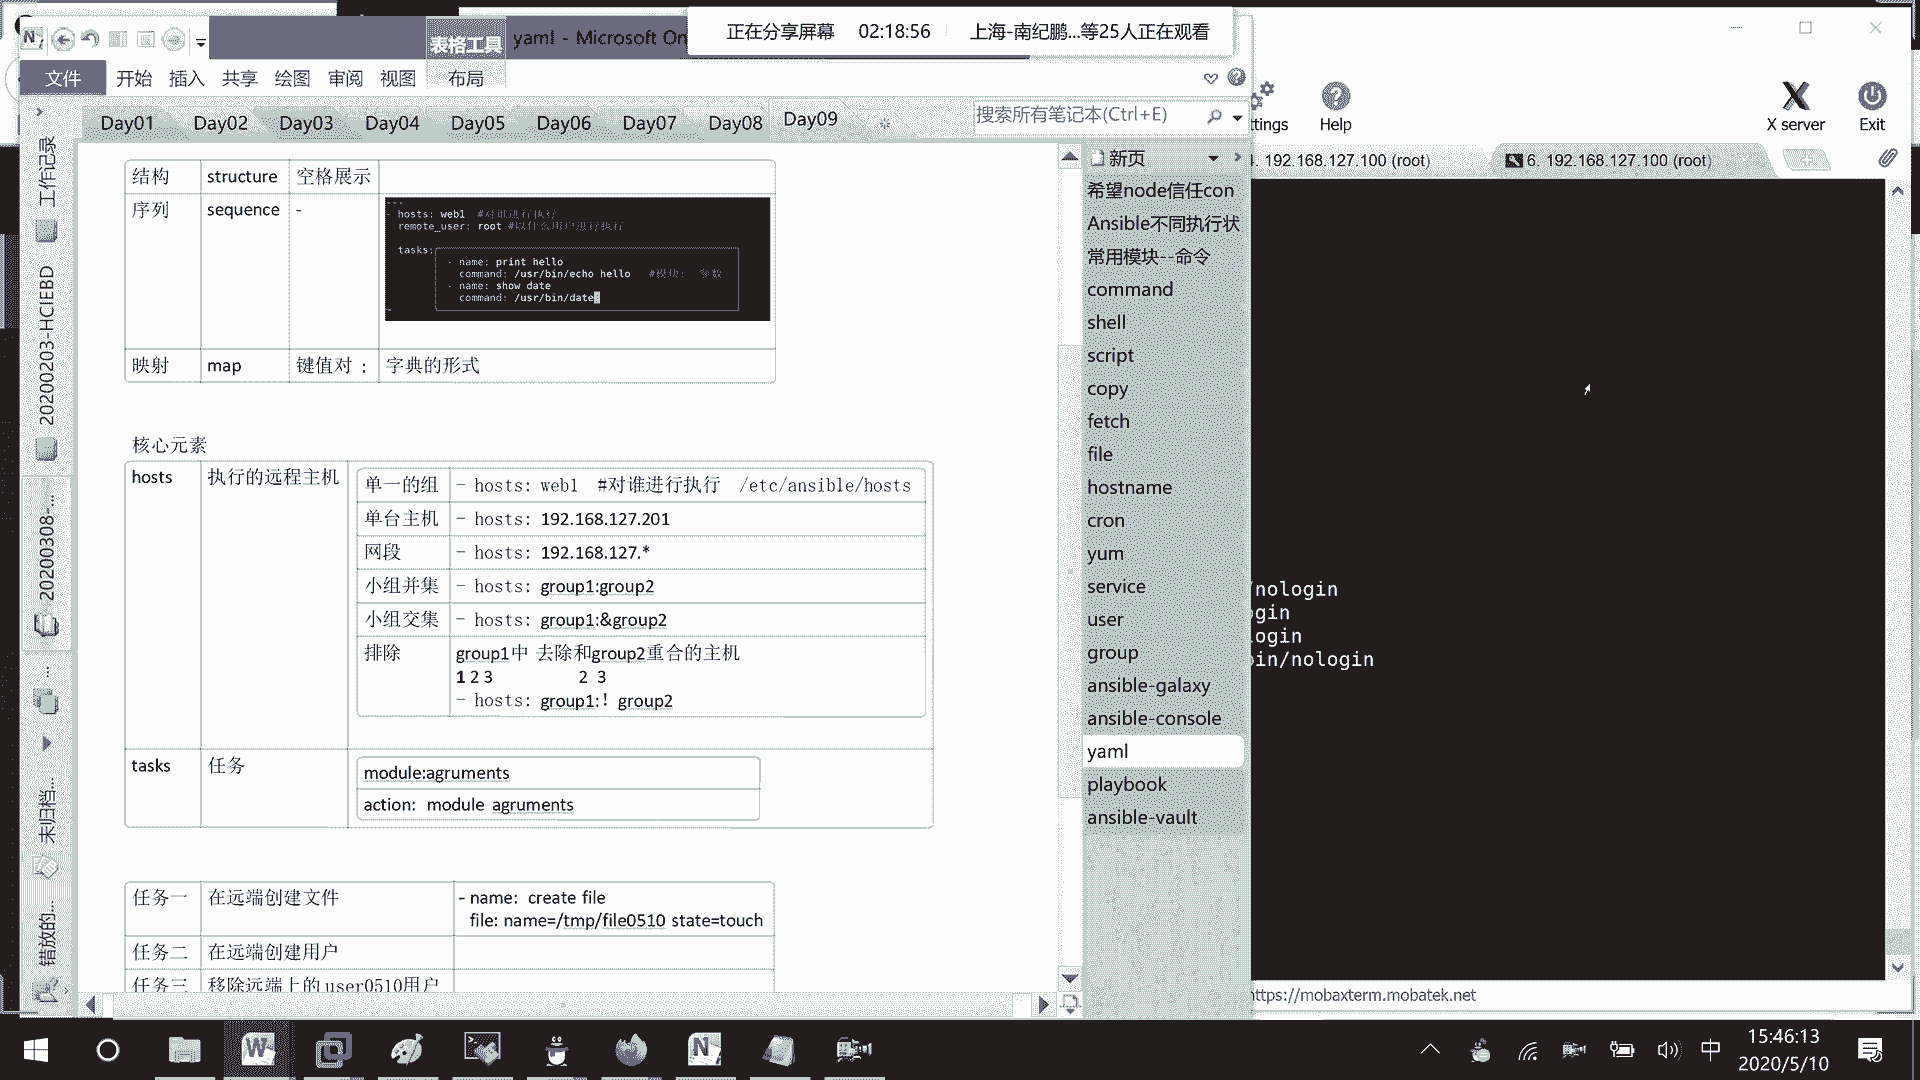 正在分享屏幕 02:18:56 上海-南纪鹏...等25人正在观看
表格工具
yaml - Microsoft On
文件 开始 插入 共享 绘图 审阅 视图 布局
Day01 Day02 Day03 Day04 Day05 Day06 Day07 Day08 Day09
搜索所有笔记本(Ctrl+E)
工作记录
20200203-HCIEBD
20200308-...
未归档...
错放的...
结构 structure 空格展示
序列 sequence -
---
- hosts: web1 #对谁进行执行
remote_user: root #以什么用户进行执行
tasks:
- name: print hello
command: /usr/bin/echo hello #模块: 参数
- name: show date
command: /usr/bin/date
映射 map 键值对 : 字典的形式
核心元素
hosts 执行的远程主机
单一的组 - hosts: web1 #对谁进行执行 /etc/ansible/hosts
单台主机 - hosts: 192.168.127.201
网段 - hosts: 192.168.127.*
小组并集 - hosts: group1:group2
小组交集 - hosts: group1:&group2
排除 group1中 去除和group2重合的主机
1 2 3 2 3
- hosts: group1:! group2
tasks 任务
module:agruments
action: module agruments
任务一 在远端创建文件 - name: create file
file: name=/tmp/file0510 state=touch
任务二 在远端创建用户
任务三 移除远端上的user0510用户
新页
希望node信任con
Ansible不同执行状
常用模块--命令
command
shell
script
copy
fetch
file
hostname
cron
yum
service
user
group
ansible-galaxy
ansible-console
yaml
playbook
ansible-vault
ttings Help X server Exit
. 192.168.127.100 (root) 6. 192.168.127.100 (root)
/nologin
gin
login
bin/nologin
https://mobaxterm.mobatek.net
中
15:46:13
2020/5/10